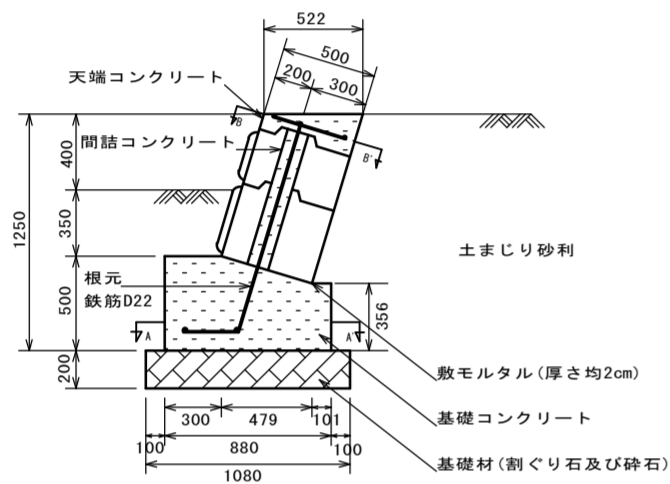 522
500
200
300
天端コンクリート
B
間詰コンクリート
B'
400
350
1250
500
200
土まじり砂利
根元
鉄筋D22
356
A
A'
敷モルタル(厚さ均2cm)
300
479
101
基礎コンクリート
100
880
100
1080
基礎材(割ぐり石及び砕石)